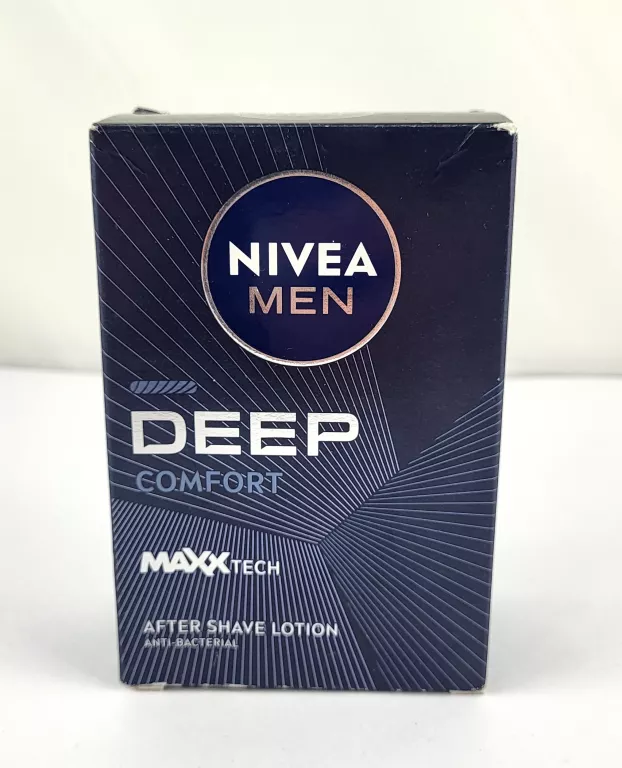 NIVEA
MEN
DEEP
COMFORT
MAXXTECH
AFTER SHAVE LOTION
ANTI-BACTERIAL